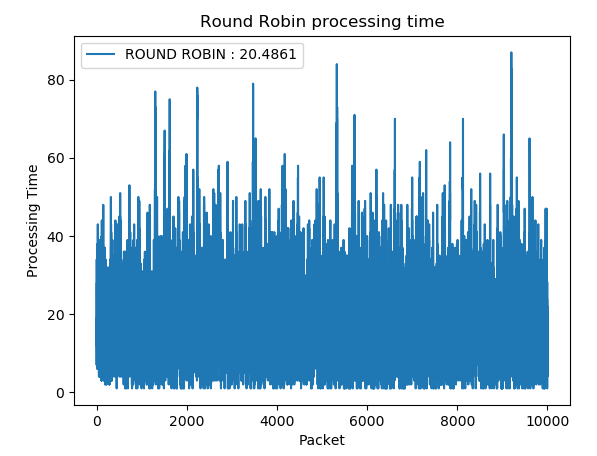 Round Robin processing time
ROUND ROBIN : 20.4861
Processing Time
80
60
40
20
0
0 2000 4000 6000 8000 10000
Packet